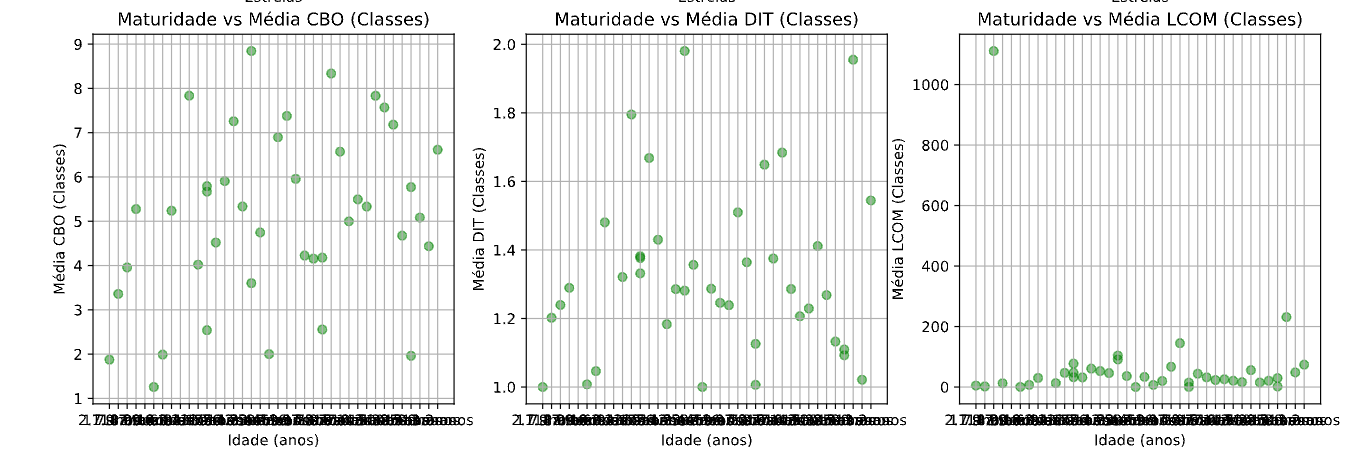 Estrelas
Estrelas
Maturidade vs Média CBO (Classes)
Maturidade vs Média DIT (Classes)
Maturidade vs Média LCOM (Classes)
Média CBO (Classes)
9
8
7
6
5
4
3
2
1
Idade (anos)
Média DIT (Classes)
2.0
1.8
1.6
1.4
1.2
1.0
Idade (anos)
Média LCOM (Classes)
1000
800
600
400
200
0
Idade (anos)